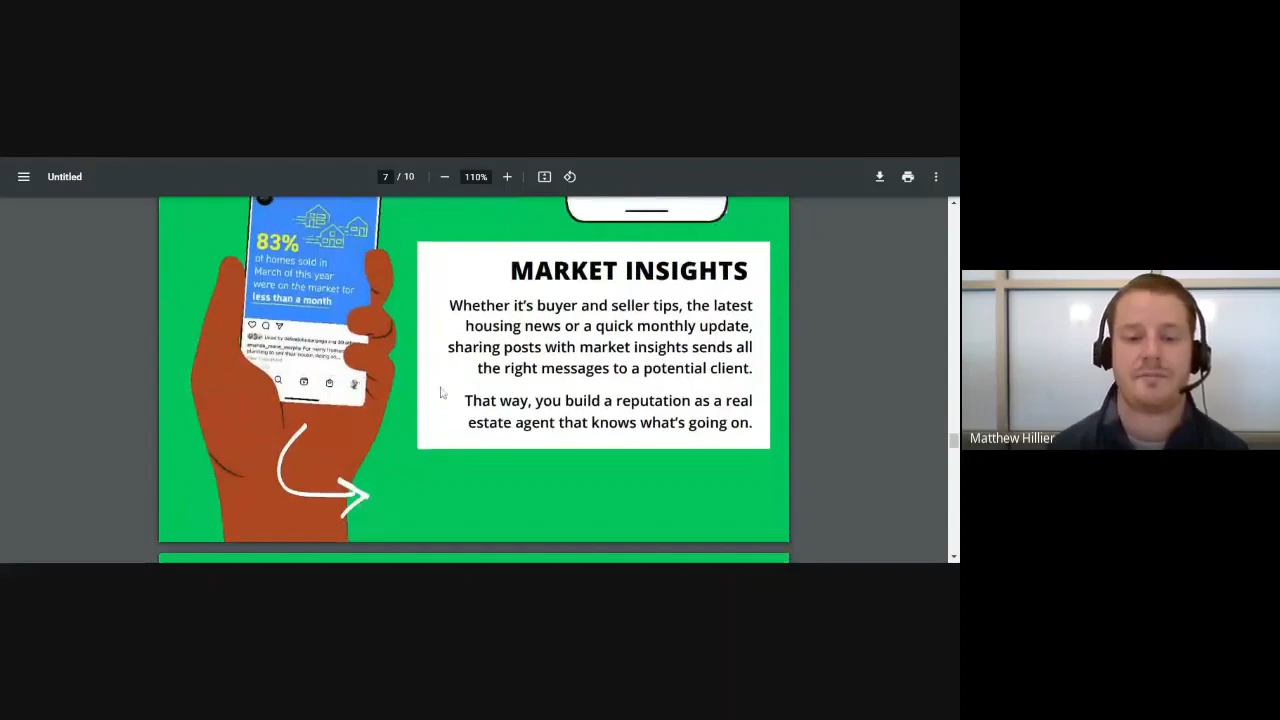 Untitled
7 / 10
110%
83%
of homes sold in
March of this year
were on the market for
less than a month
MARKET INSIGHTS
Whether it's buyer and seller tips, the latest
housing news or a quick monthly update,
sharing posts with market insights sends all
the right messages to a potential client.
That way, you build a reputation as a real
estate agent that knows what's going on.
Matthew Hillier